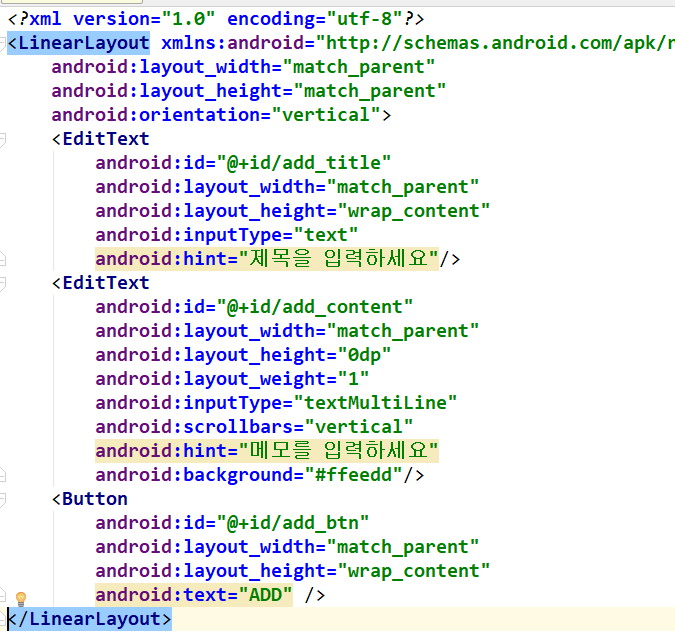 <?xml version="1.0" encoding="utf-8"?>
<LinearLayout xmlns:android="http://schemas.android.com/apk/
android:layout_width="match_parent"
android:layout_height="match_parent"
android:orientation="vertical">
<EditText
android:id="@+id/add_title"
android:layout_width="match_parent"
android:layout_height="wrap_content"
android:inputType="text"
android:hint="제목을 입력하세요"/>
<EditText
android:id="@+id/add_content"
android:layout_width="match_parent"
android:layout_height="0dp"
android:layout_weight="1"
android:inputType="textMultiLine"
android:scrollbars="vertical"
android:hint="메모를 입력하세요"
android:background="#ffeedd"/>
<Button
android:id="@+id/add_btn"
android:layout_width="match_parent"
android:layout_height="wrap_content"
android:text="ADD" />
</LinearLayout>